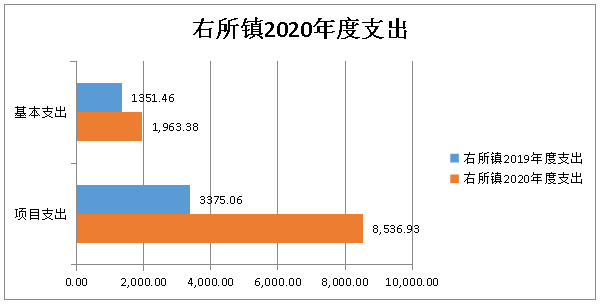 右所镇2020年度支出
基本支出
1351.46
1,963.38
右所镇2019年度支出
右所镇2020年度支出
项目支出
3375.06
8,536.93
0.00 2,000.00 4,000.00 6,000.00 8,000.00 10,000.00